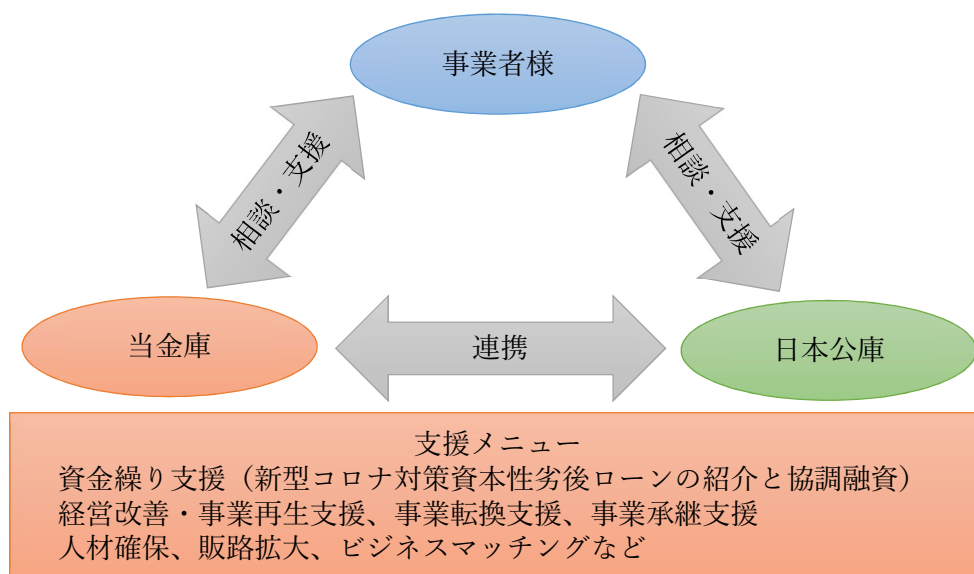 事業者様
相談・支援
相談・支援
当金庫
連携
日本公庫
支援メニュー
資金繰り支援（新型コロナ対策資本性劣後ローンの紹介と協調融資）
経営改善・事業再生支援、事業転換支援、事業承継支援
人材確保、販路拡大、ビジネスマッチングなど